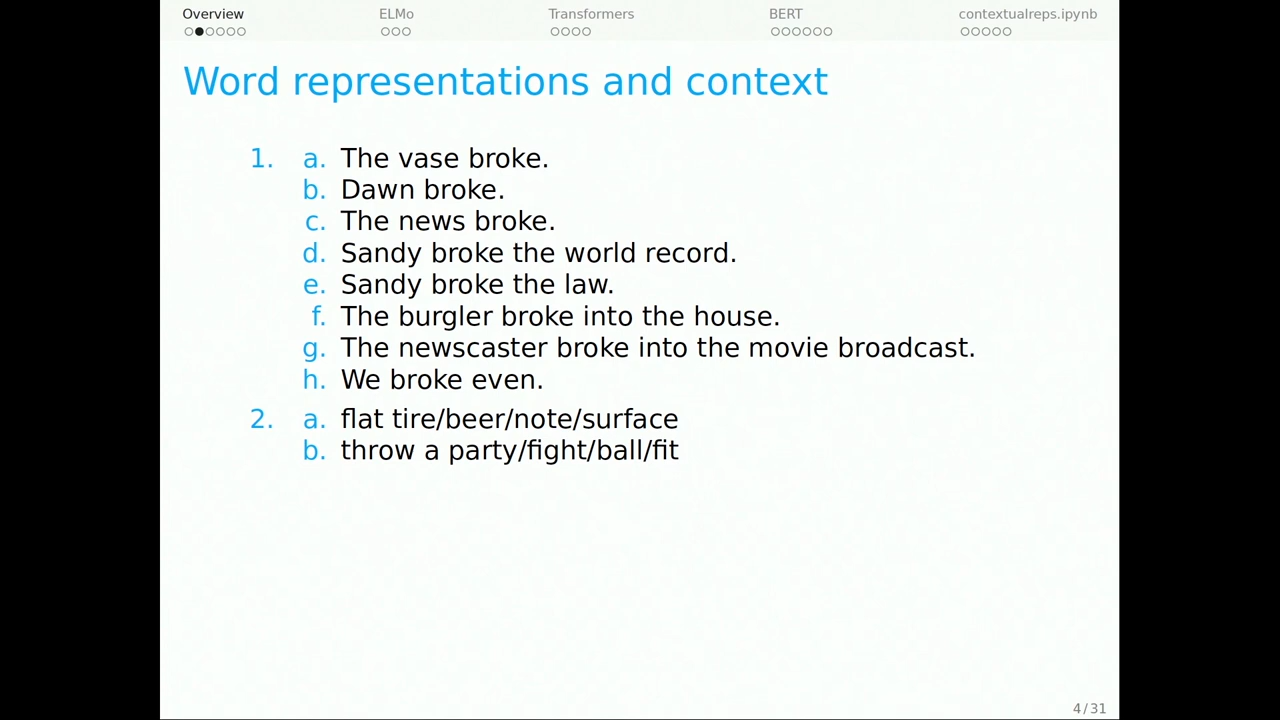 Overview ELMo Transformers BERT contextualreps.ipynb
Word representations and context
1. a. The vase broke.
b. Dawn broke.
c. The news broke.
d. Sandy broke the world record.
e. Sandy broke the law.
f. The burgler broke into the house.
g. The newscaster broke into the movie broadcast.
h. We broke even.
2. a. flat tire/beer/note/surface
b. throw a party/fight/ball/fit
4/31